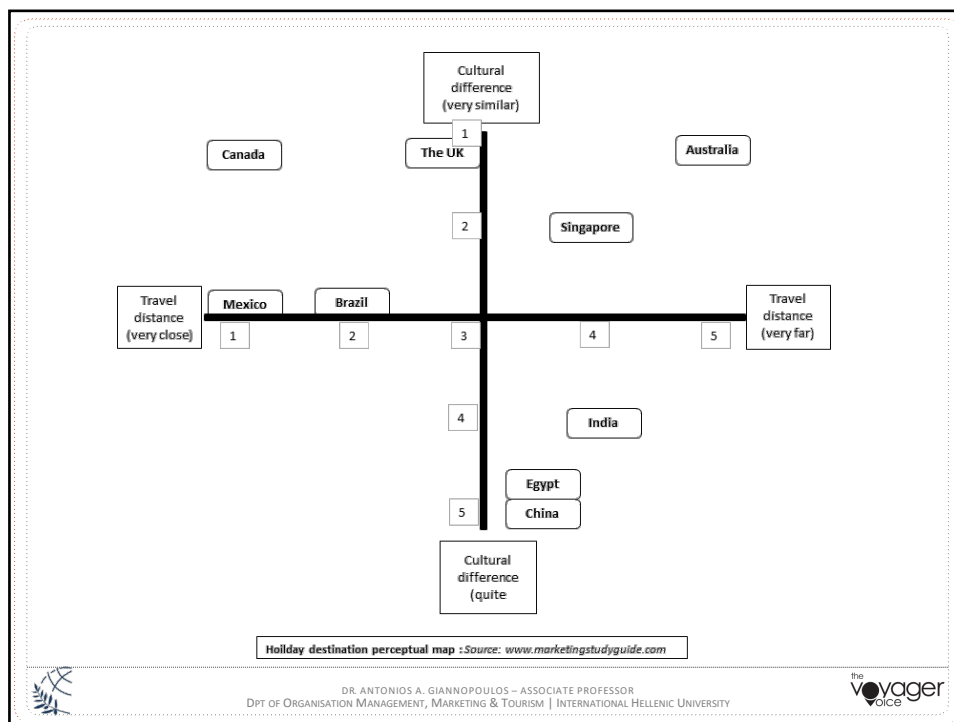 Cultural
difference
(very similar)
1
Canada
The UK
Australia
2
Singapore
Travel
distance
(very close)
Mexico
Brazil
Travel
distance
(very far)
1
2
3
4
5
4
India
Egypt
5
China
Cultural
difference
(quite
Hoilday destination perceptual map :Source: www.marketingstudyguide.com
DR. ANTONIOS A. GIANNOPOULOS – ASSOCIATE PROFESSOR
DPT OF ORGANISATION MANAGEMENT, MARKETING & TOURISM | INTERNATIONAL HELLENIC UNIVERSITY
the
voyager
voice